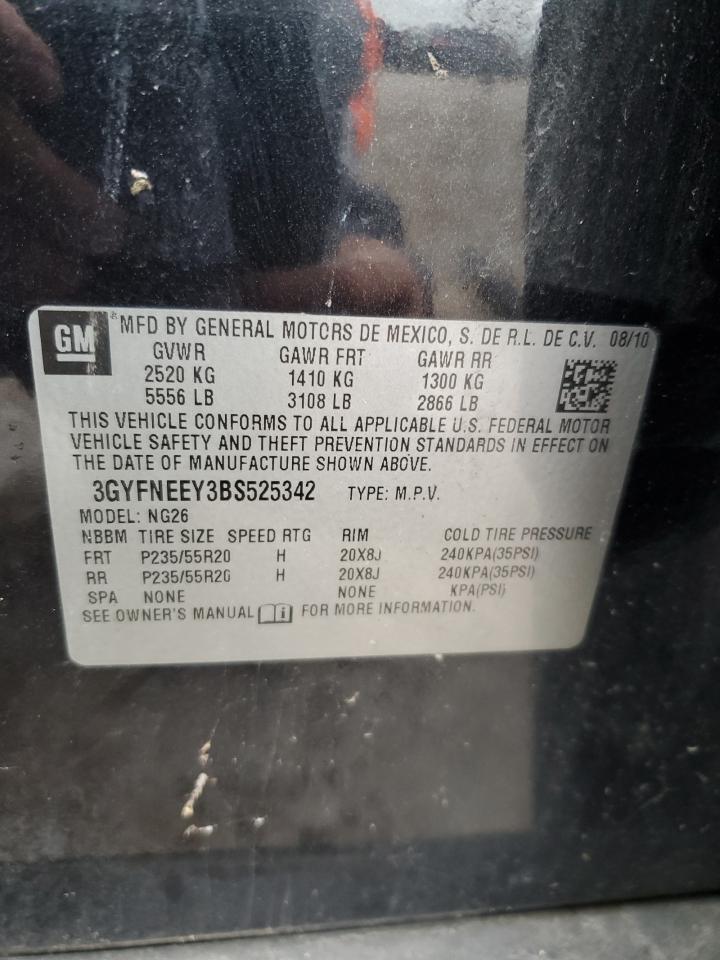 GM MFD BY GENERAL MOTORS DE MEXICO, S. DE R.L. DE C.V. 08/10
GVWR GAWR FRT GAWR RR
2520 KG 1410 KG 1300 KG
5556 LB 3108 LB 2866 LB
THIS VEHICLE CONFORMS TO ALL APPLICABLE U.S. FEDERAL MOTOR
VEHICLE SAFETY AND THEFT PREVENTION STANDARDS IN EFFECT ON
THE DATE OF MANUFACTURE SHOWN ABOVE.
3GYFNEEY3BS525342 TYPE: M.P.V.
MODEL: NG26
NBBM TIRE SIZE SPEED RTG RIM COLD TIRE PRESSURE
FRT P235/55R20 H 20X8J 240KPA(35PSI)
RR P235/55R20 H 20X8J 240KPA(35PSI)
SPA NONE NONE KPA(PSI)
SEE OWNER'S MANUAL FOR MORE INFORMATION.